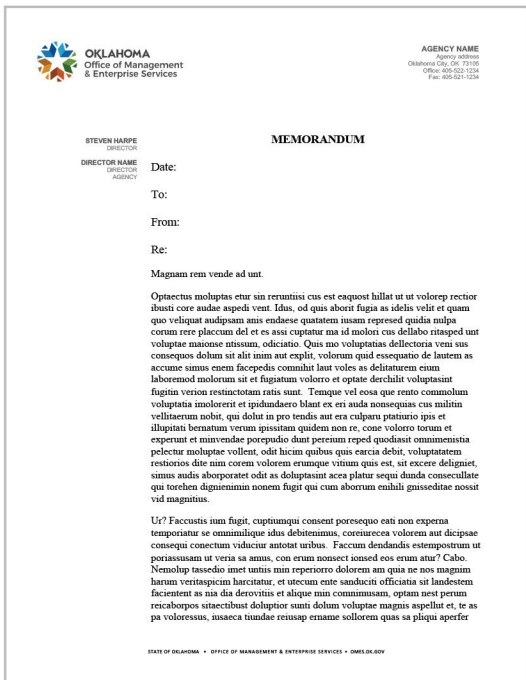 OKLAHOMA
Office of Management
& Enterprise Services
AGENCY NAME
Agency address
Oklahoma City, OK 73105
Office: 405-522-1234
Fax: 405-521-1234
STEVEN HARPE
DIRECTOR
DIRECTOR NAME
DIRECTOR
AGENCY
MEMORANDUM
Date:
To:
From:
Re:
Magnam rem vende ad unt.
Optaectus moluptas etur sin reruntiisi cus est eaquost hillat ut ut volorep rectior
ibusti core audae aspedi vent. Idus, od quis aborit fugia as idelis velit et quam
quo veliquat audipsam anis endaese quatatem iusam represed quidia nulpa
corum rere placcum del et es assi cuptatur ma id molori cus dellabo ritasped unt
voluptae maionse ntissum, odiciatio. Quis mo voluptatias dellectoria veni sus
consequos dolum sit alit inim aut explit, volorum quid essequatio de lautem as
accume simus enem facepedis comnihit laut voles as delitaturem eium
laboremod molorum sit et fugiatum volorro et optate derchilit voluptasint
fugitin verion restinctotam ratis sunt.  Temque vel eosa que rento commolum
voluptatia imolorerit et ipidundaero blant ex eri auda nonsequias cus militin
vellitaerum nobit, qui dolut in pro tendis aut era culparu ptatiurio ipis et
illupitati bernatum verum ipissitam quidem non re, cone volorro torum et
experunt et minvendae porepudio dunt pereium reped quodiasit omnimenistia
pelectur moluptae vollent, odit hicim quibus quis earcia debit, voluptatatem
restiorios dite nim corem volorem erumque vitium quis est, sit excere deligniet,
simus audis aborporatet odit as doluptasint acea platur sequi dunda consecullate
qui torehen dignienimin nonem fugit qui cum aborrum enihili gnisseditae nossit
vid magnitius.
Ur? Faccustis ium fugit, cuptiumqui consent poresequo eati non experna
temporiatur se omnimilique idus debitenimus, coreiurecea volorem aut dicipsae
consequi conectum viduciur antotat uribus.  Faccum dendandis estempostrum ut
poriassusam ut veria sa amus, con erum nonsect ionsed eos erum atur? Cabo.
Nemolup tassedio imet untiis min reperiorro dolorem am quia ne nos magnim
harum veritaspicim harcitatur, et utecum ente sanduciti officiatia sit landestem
facientent as nia dia derovitiis et alique min comnimusam, optam nest perum
reicaborpos sitaectibust doluptior sunti dolum voluptae magnis aspellut et, te as
pa voloressus, iusaeca tiundae reiusap ername sollorem quas sa pliqui aperfer
STATE OF OKLAHOMA • OFFICE OF MANAGEMENT & ENTERPRISE SERVICES • OMES.OK.GOV